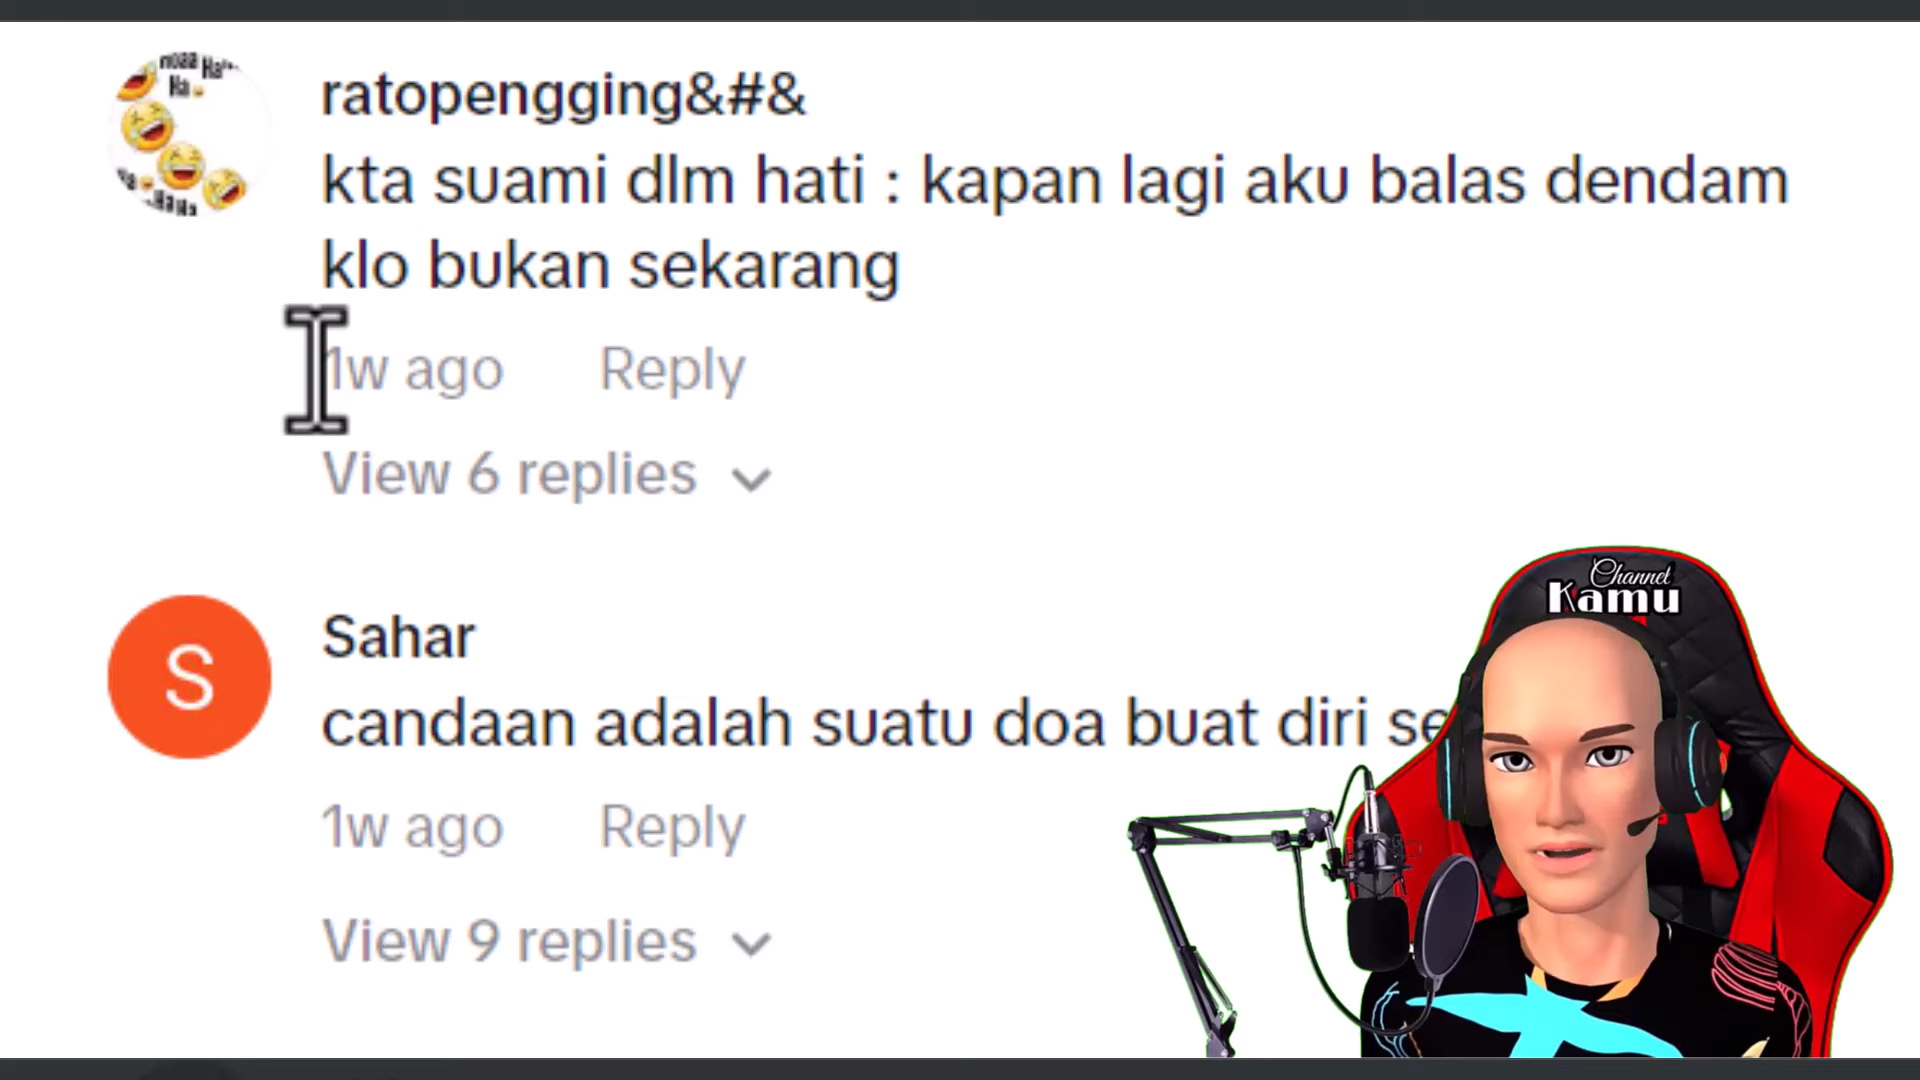 ratopengging&#&
kta suami dlm hati : kapan lagi aku balas dendam
klo bukan sekarang
1w ago Reply
View 6 replies
S
Sahar
candaan adalah suatu doa buat diri
1w ago Reply
View 9 replies
Channel
Kamu